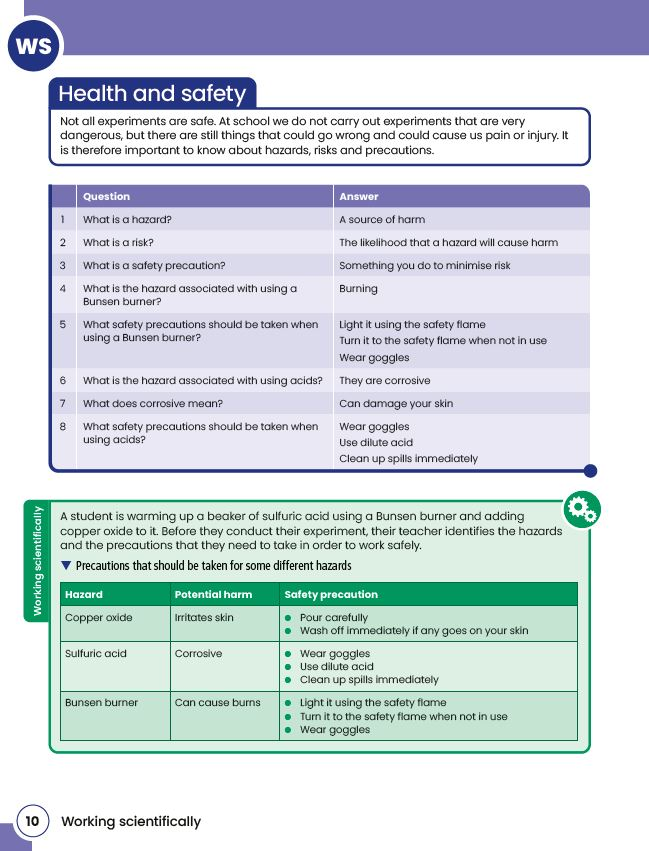 WS
Health and safety
Not all experiments are safe. At school we do not carry out experiments that are very
dangerous, but there are still things that could go wrong and could cause us pain or injury. It
is therefore important to know about hazards, risks and precautions.
Question Answer
1 What is a hazard? A source of harm
2 What is a risk? The likelihood that a hazard will cause harm
3 What is a safety precaution? Something you do to minimise risk
4 What is the hazard associated with using a Burning
Bunsen burner?
5 What safety precautions should be taken when Light it using the safety flame
using a Bunsen burner? Turn it to the safety flame when not in use
Wear goggles
6 What is the hazard associated with using acids? They are corrosive
7 What does corrosive mean? Can damage your skin
8 What safety precautions should be taken when Wear goggles
using acids? Use dilute acid
Clean up spills immediately
Working scientifically
A student is warming up a beaker of sulfuric acid using a Bunsen burner and adding
copper oxide to it. Before they conduct their experiment, their teacher identifies the hazards
and the precautions that they need to take in order to work safely.
▼ Precautions that should be taken for some different hazards
Hazard Potential harm Safety precaution
Copper oxide Irritates skin ● Pour carefully
● Wash off immediately if any goes on your skin
Sulfuric acid Corrosive ● Wear goggles
● Use dilute acid
● Clean up spills immediately
Bunsen burner Can cause burns ● Light it using the safety flame
● Turn it to the safety flame when not in use
● Wear goggles
10 Working scientifically